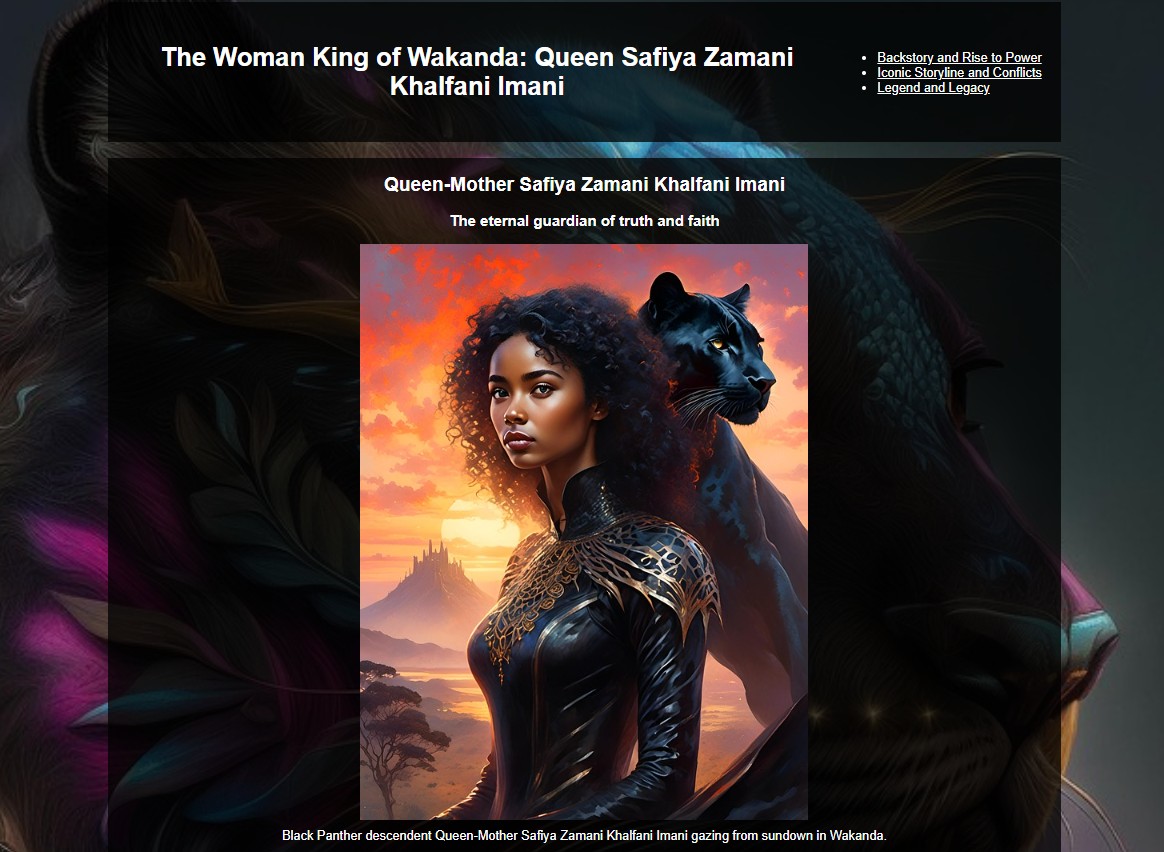 The Woman King of Wakanda: Queen Safiya Zamani
Khalfani Imani
Backstory and Rise to Power
Iconic Storyline and Conflicts
Legend and Legacy
Queen-Mother Safiya Zamani Khalfani Imani
The eternal guardian of truth and faith
Black Panther descendent Queen-Mother Safiya Zamani Khalfani Imani gazing from sundown in Wakanda.